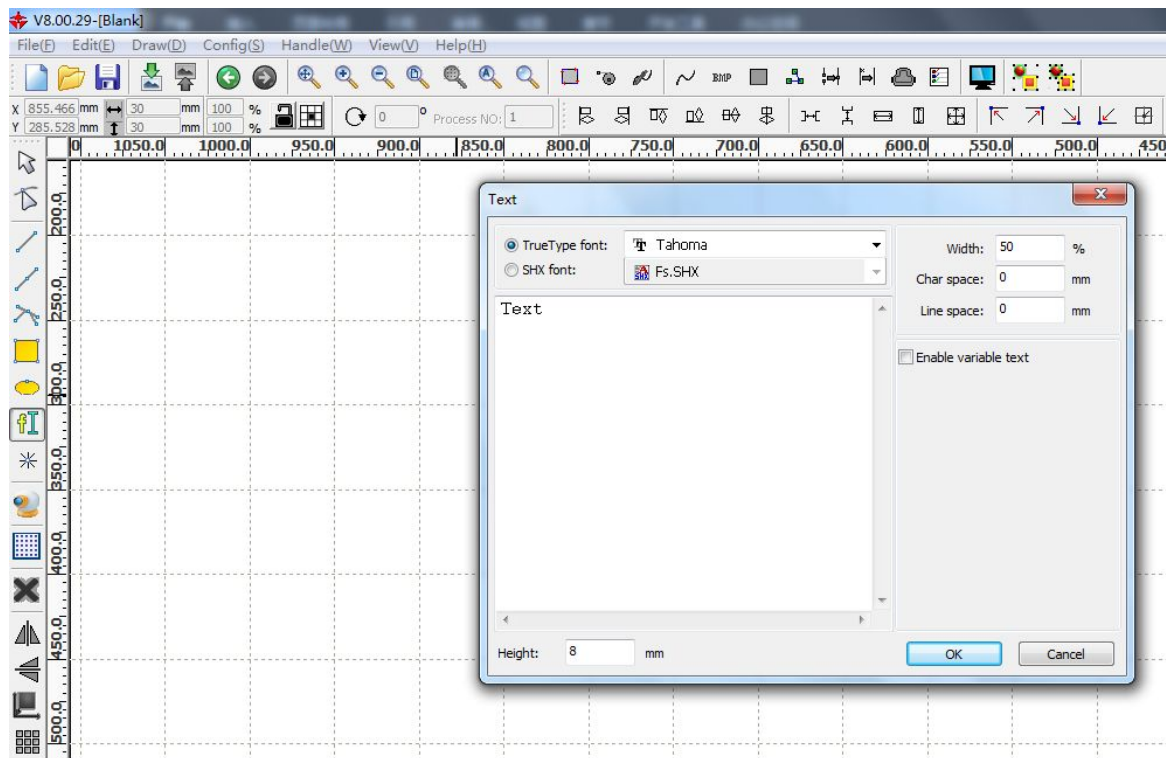 V8.00.29-[Blank]
File(F) Edit(E) Draw(D) Config(S) Handle(W) View(V) Help(H)
BMP
X 855.466 mm 30 mm 100 %
Y 285.528 mm 30 mm 100 %
0 ° Process NO: 1
0 1050.0 1000.0 950.0 900.0 850.0 800.0 750.0 700.0 650.0 600.0 550.0 500.0 450
200.0
250.0
300.0
350.0
400.0
450.0
500.0
Text
TrueType font: Tahoma
SHX font: Fs.SHX
Text
Width: 50 %
Char space: 0 mm
Line space: 0 mm
Enable variable text
Height: 8 mm
OK Cancel